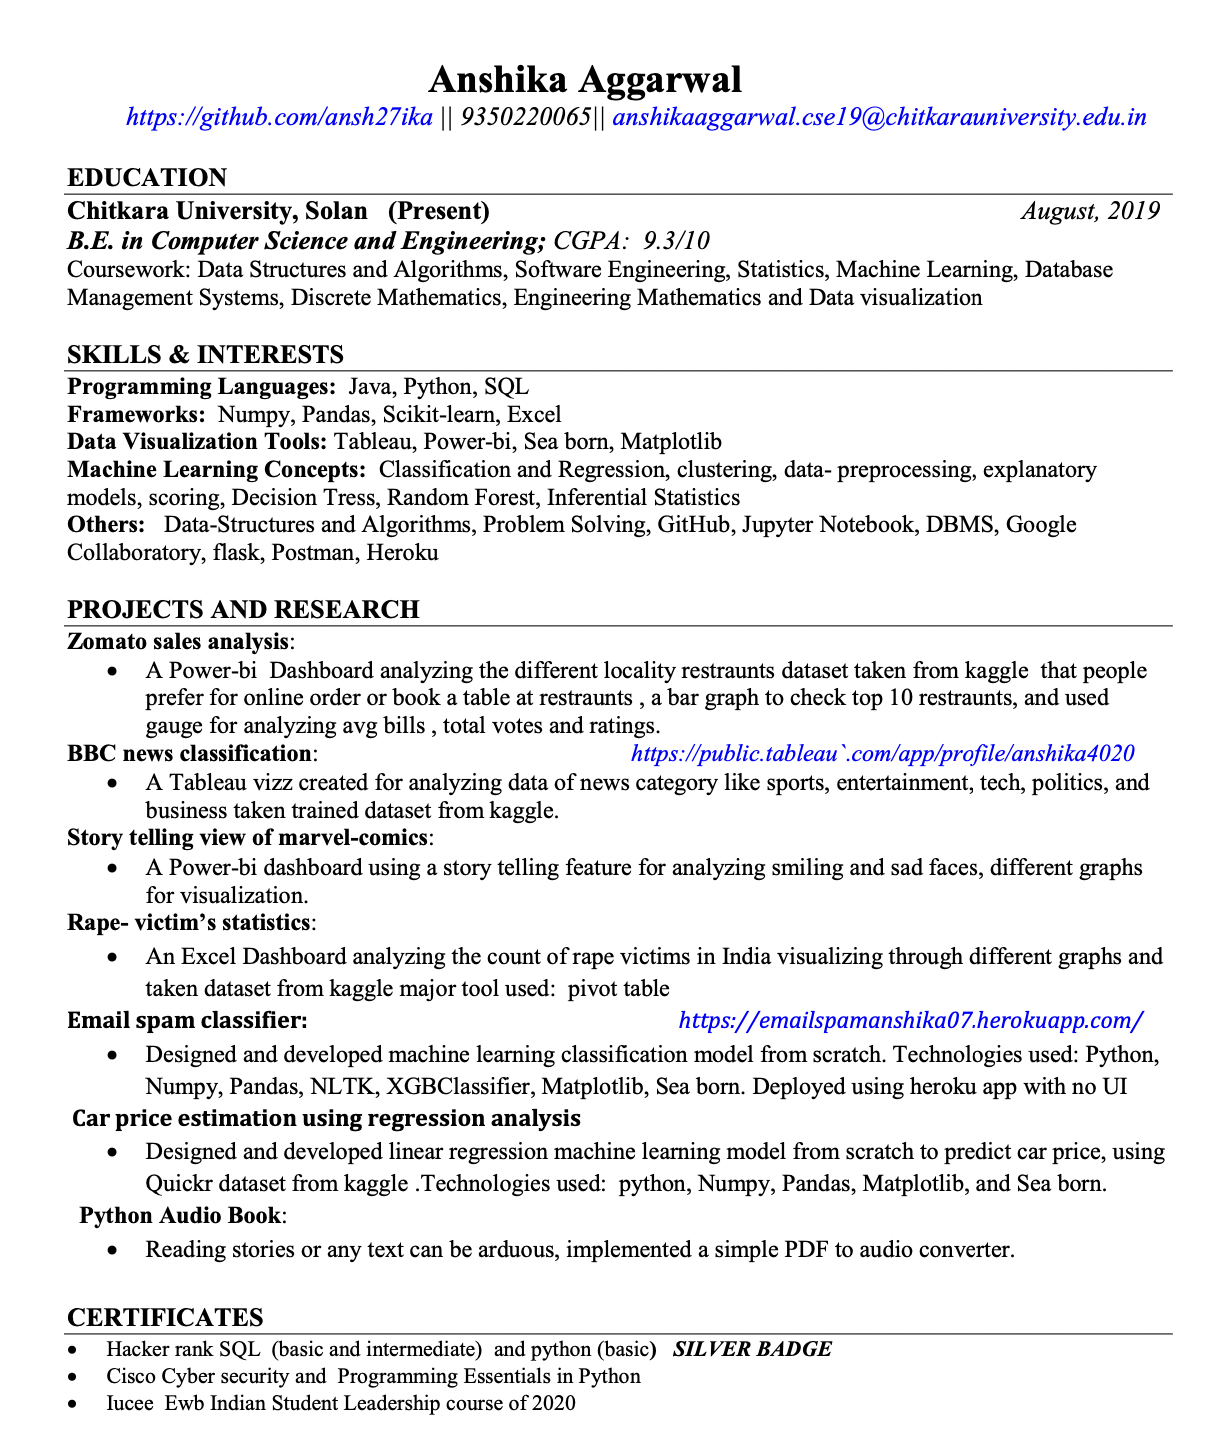 Anshika Aggarwal
https://github.com/ansh27ika || 9350220065|| anshikaaggarwal.cse19@chitkarauniversity.edu.in
EDUCATION
Chitkara University, Solan (Present) August, 2019
B.E. in Computer Science and Engineering; CGPA: 9.3/10
Coursework: Data Structures and Algorithms, Software Engineering, Statistics, Machine Learning, Database
Management Systems, Discrete Mathematics, Engineering Mathematics and Data visualization
SKILLS & INTERESTS
Programming Languages: Java, Python, SQL
Frameworks: Numpy, Pandas, Scikit-learn, Excel
Data Visualization Tools: Tableau, Power-bi, Sea born, Matplotlib
Machine Learning Concepts: Classification and Regression, clustering, data- preprocessing, explanatory
models, scoring, Decision Tress, Random Forest, Inferential Statistics
Others: Data-Structures and Algorithms, Problem Solving, GitHub, Jupyter Notebook, DBMS, Google
Collaboratory, flask, Postman, Heroku
PROJECTS AND RESEARCH
Zomato sales analysis:
• A Power-bi Dashboard analyzing the different locality restraunts dataset taken from kaggle that people
prefer for online order or book a table at restraunts , a bar graph to check top 10 restraunts, and used
gauge for analyzing avg bills , total votes and ratings.
BBC news classification: https://public.tableau`.com/app/profile/anshika4020
• A Tableau vizz created for analyzing data of news category like sports, entertainment, tech, politics, and
business taken trained dataset from kaggle.
Story telling view of marvel-comics:
• A Power-bi dashboard using a story telling feature for analyzing smiling and sad faces, different graphs
for visualization.
Rape- victim’s statistics:
• An Excel Dashboard analyzing the count of rape victims in India visualizing through different graphs and
taken dataset from kaggle major tool used: pivot table
Email spam classifier: https://emailspamanshika07.herokuapp.com/
• Designed and developed machine learning classification model from scratch. Technologies used: Python,
Numpy, Pandas, NLTK, XGBClassifier, Matplotlib, Sea born. Deployed using heroku app with no UI
Car price estimation using regression analysis
• Designed and developed linear regression machine learning model from scratch to predict car price, using
Quickr dataset from kaggle .Technologies used: python, Numpy, Pandas, Matplotlib, and Sea born.
Python Audio Book:
• Reading stories or any text can be arduous, implemented a simple PDF to audio converter.
CERTIFICATES
• Hacker rank SQL (basic and intermediate) and python (basic) SILVER BADGE
• Cisco Cyber security and Programming Essentials in Python
• Iucee Ewb Indian Student Leadership course of 2020